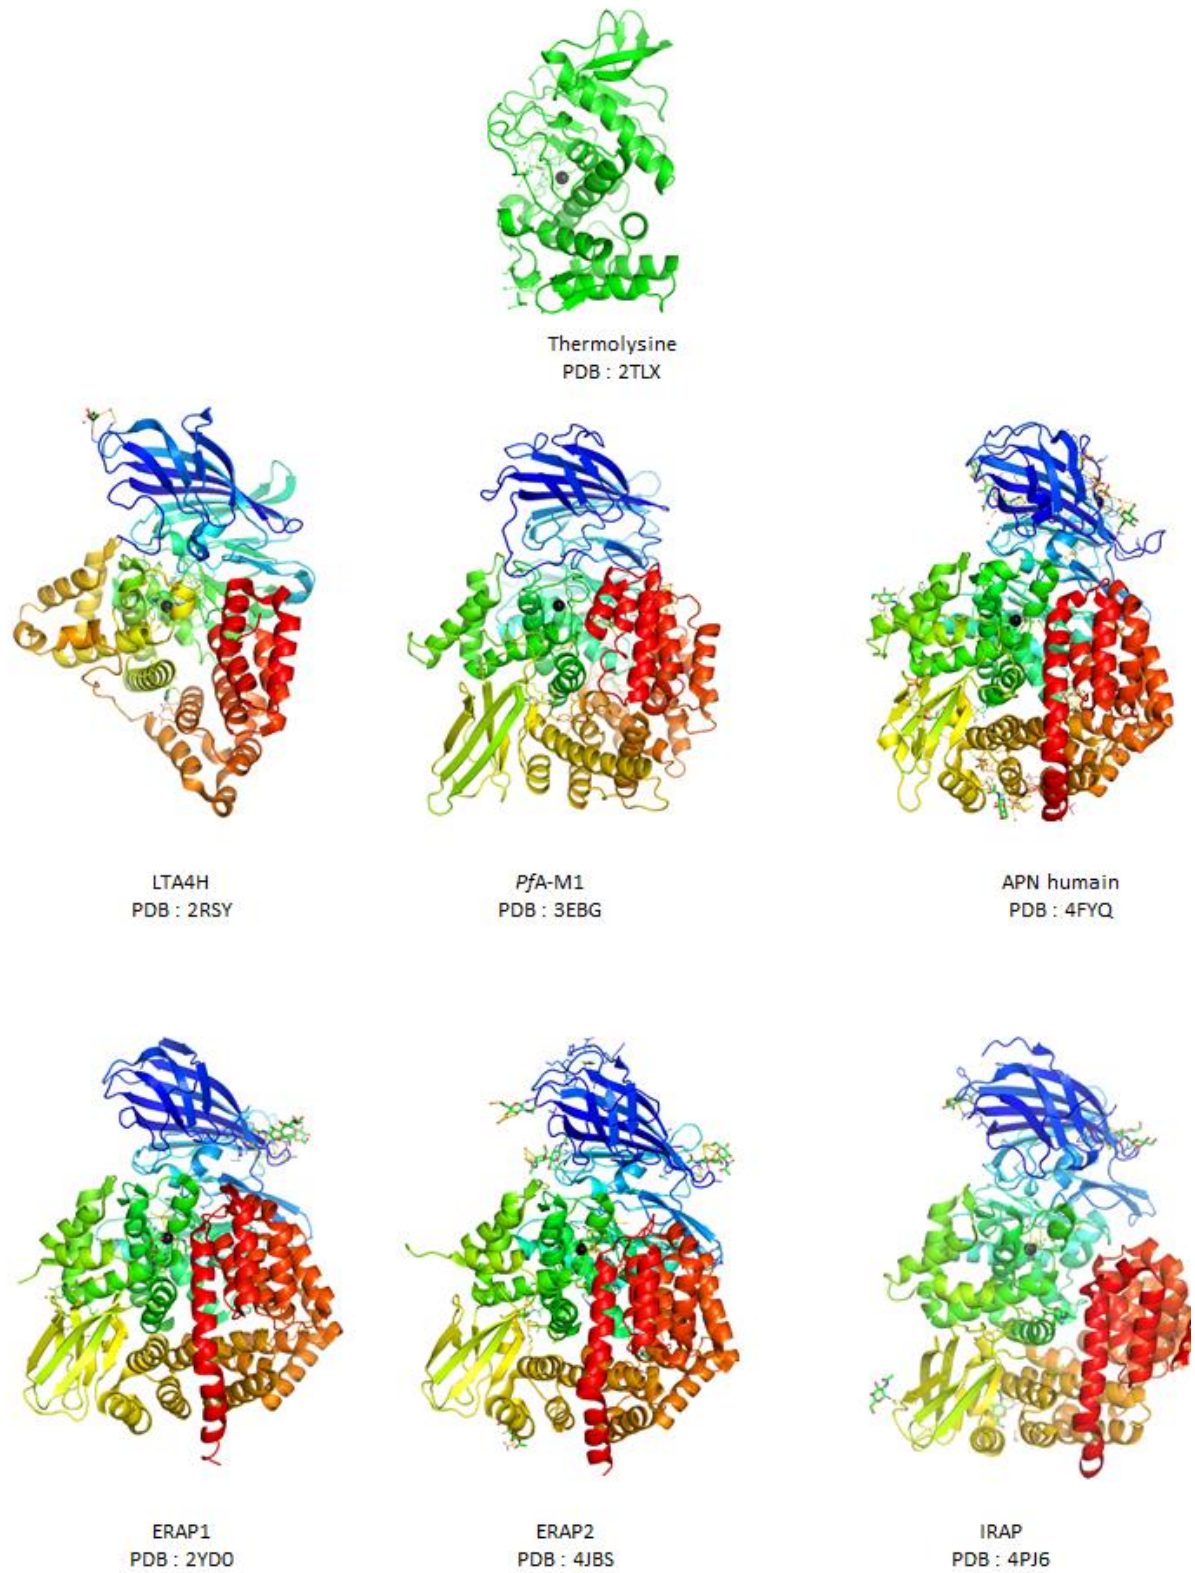 Thermolysine
PDB : 2TLX
LTA4H
PDB : 2RSY
PfA-M1
PDB : 3EBG
APN humain
PDB : 4FYQ
ERAP1
PDB : 2YD0
ERAP2
PDB : 4JBS
IRAP
PDB : 4PJ6